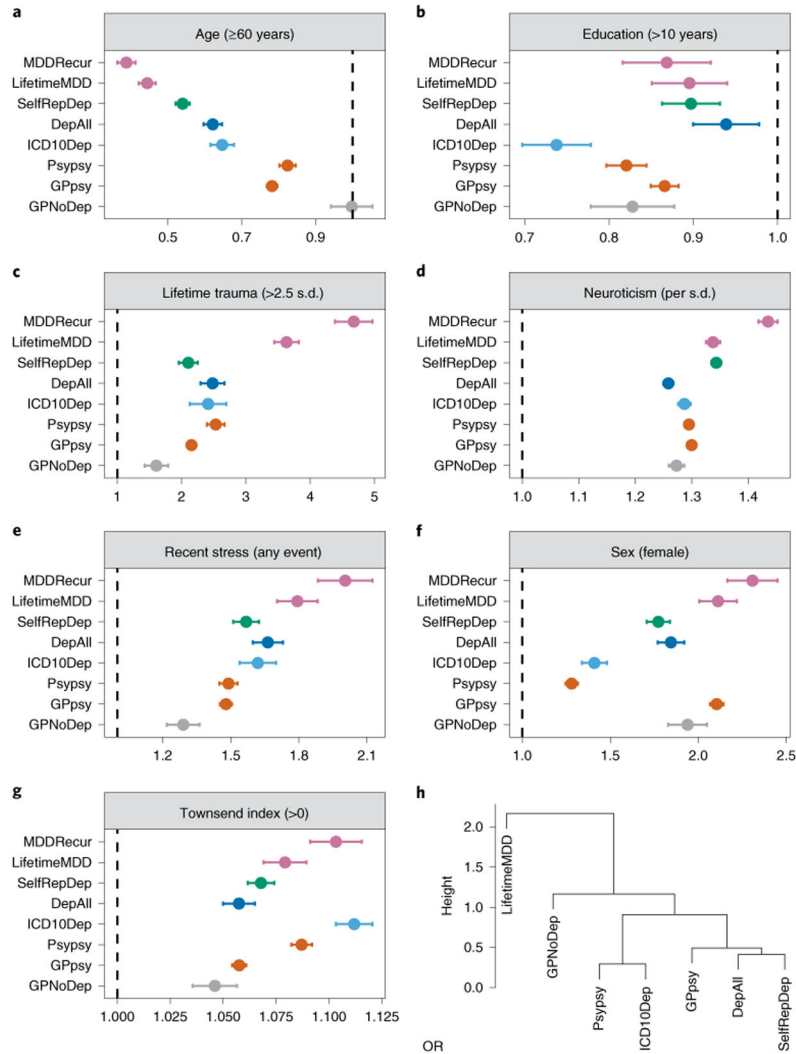 a
Age (≥60 years)
MDDRecur
LifetimeMDD
SelfRepDep
DepAll
ICD10Dep
Psypsy
GPpsy
GPNoDep
0.5 0.7 0.9
b
Education (>10 years)
MDDRecur
LifetimeMDD
SelfRepDep
DepAll
ICD10Dep
Psypsy
GPpsy
GPNoDep
0.7 0.8 0.9 1.0
c
Lifetime trauma (>2.5 s.d.)
MDDRecur
LifetimeMDD
SelfRepDep
DepAll
ICD10Dep
Psypsy
GPpsy
GPNoDep
1 2 3 4 5
d
Neuroticism (per s.d.)
MDDRecur
LifetimeMDD
SelfRepDep
DepAll
ICD10Dep
Psypsy
GPpsy
GPNoDep
1.0 1.1 1.2 1.3 1.4
e
Recent stress (any event)
MDDRecur
LifetimeMDD
SelfRepDep
DepAll
ICD10Dep
Psypsy
GPpsy
GPNoDep
1.2 1.5 1.8 2.1
f
Sex (female)
MDDRecur
LifetimeMDD
SelfRepDep
DepAll
ICD10Dep
Psypsy
GPpsy
GPNoDep
1.0 1.5 2.0 2.5
g
Townsend index (>0)
MDDRecur
LifetimeMDD
SelfRepDep
DepAll
ICD10Dep
Psypsy
GPpsy
GPNoDep
1.000 1.025 1.050 1.075 1.100 1.125
h
Height
2.0
1.5
1.0
0.5
0.0
LifetimeMDD
GPNoDep
Psypsy
ICD10Dep
GPpsy
DepAll
SelfRepDep
OR